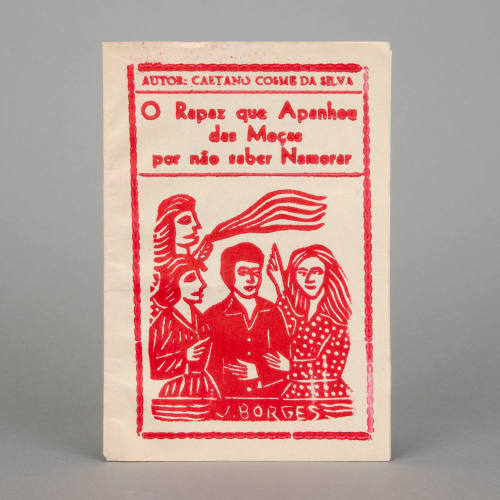 AUTOR: CAETANO COSME DA SILVA
O Rapaz que Apanhou
das Moças
por não saber Namorar
J. BORGES